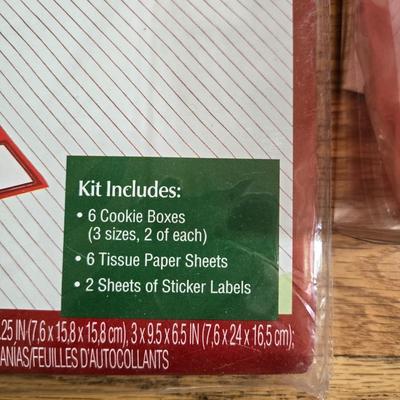 Kit Includes:
• 6 Cookie Boxes
(3 sizes, 2 of each)
• 6 Tissue Paper Sheets
• 2 Sheets of Sticker Labels
.25 IN (7,6 x 15,8 x 15,8 cm), 3 x 9.5 x 6.5 IN (7,6 x 24 x 16,5 cm);
ANÍAS/FEUILLES D'AUTOCOLLANTS